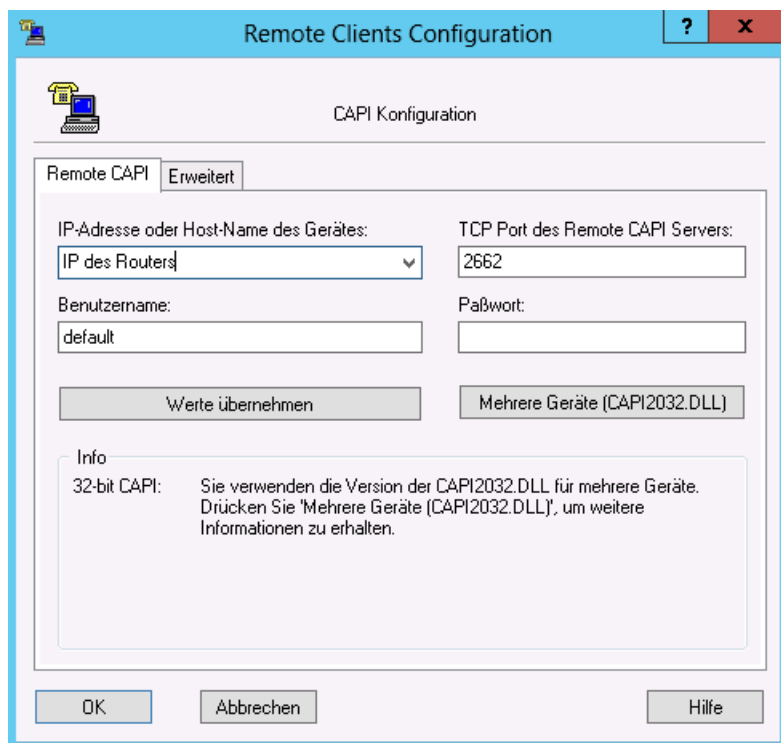 Remote Clients Configuration
?
x
CAPI Konfiguration
Remote CAPI
Erweitert
IP-Adresse oder Host-Name des Gerätes:
TCP Port des Remote CAPI Servers:
IP des Routers
2662
Benutzername:
Paßwort:
default
Werte übernehmen
Mehrere Geräte (CAPI2032.DLL)
Info
32-bit CAPI:
Sie verwenden die Version der CAPI2032.DLL für mehrere Geräte.
Drücken Sie 'Mehrere Geräte (CAPI2032.DLL)', um weitere
Informationen zu erhalten.
OK
Abbrechen
Hilfe